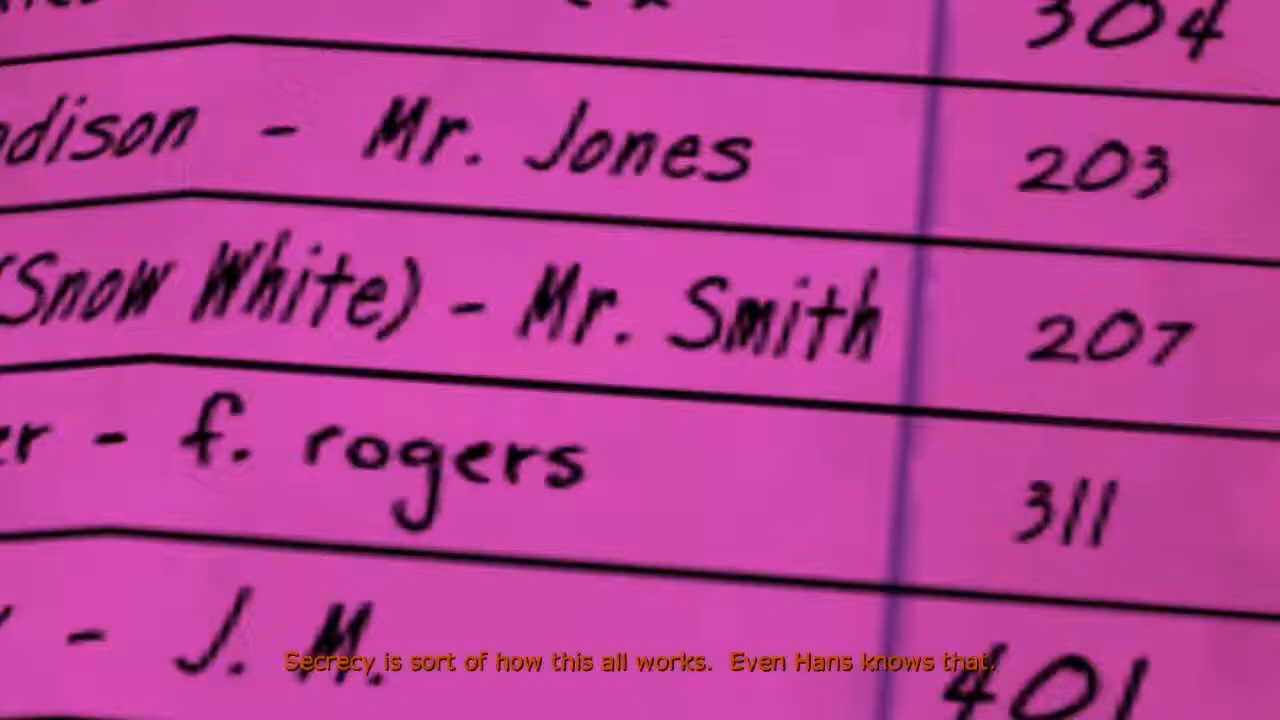 304
adison - Mr. Jones 203
(Snow White) - Mr. Smith 207
er - f. rogers 311
- J. M. 401
Secrecy is sort of how this all works. Even Hans knows that.